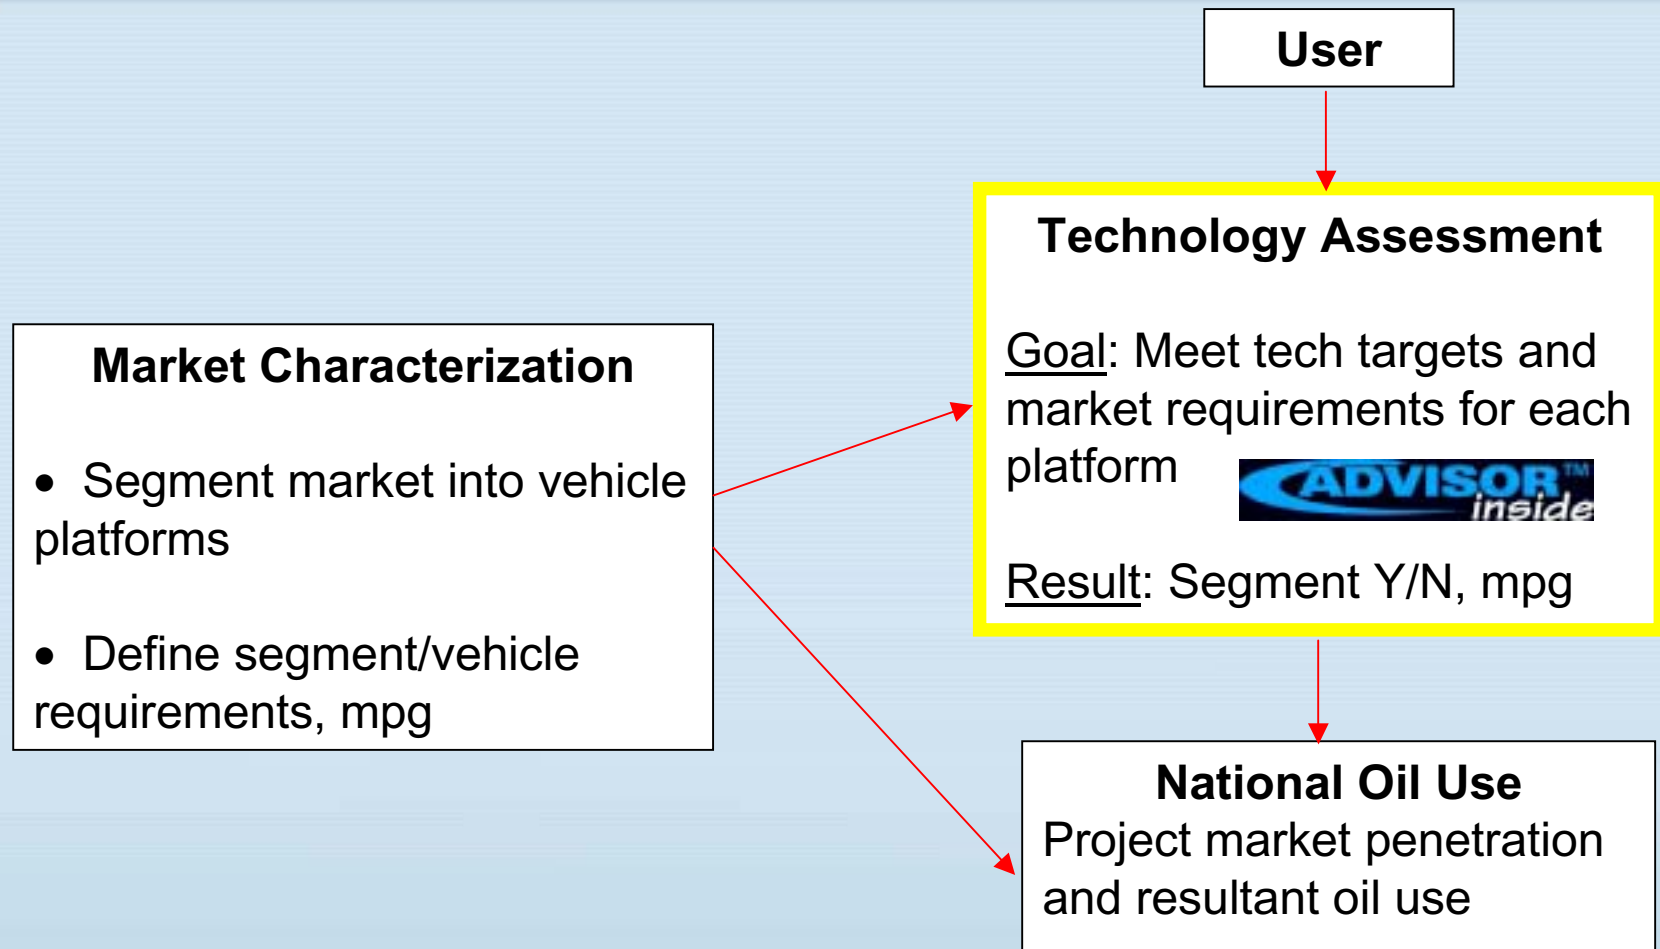 User
Technology Assessment
Goal: Meet tech targets and
market requirements for each
platform
ADVISOR™
inside
Result: Segment Y/N, mpg
Market Characterization
• Segment market into vehicle
platforms
• Define segment/vehicle
requirements, mpg
National Oil Use
Project market penetration
and resultant oil use